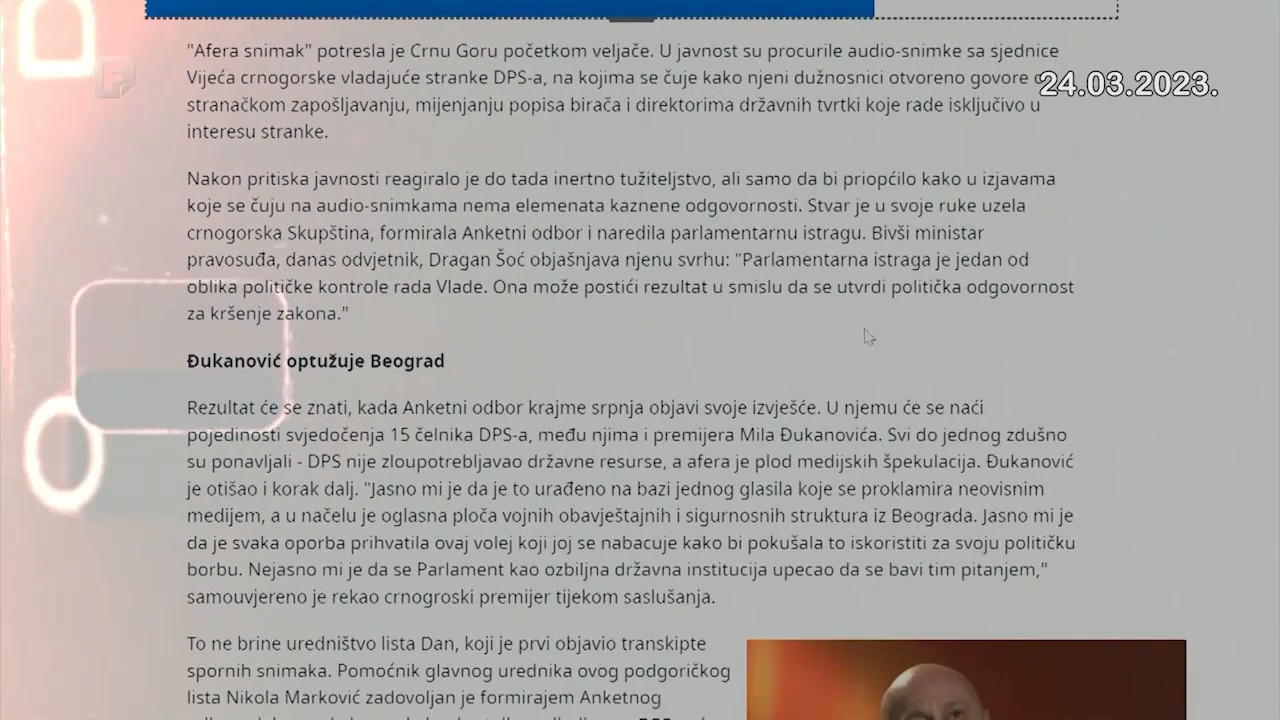 "Afera snimak" potresla je Crnu Goru početkom veljače. U javnost su procurile audio-snimke sa sjednice
Vijeća crnogorske vladajuće stranke DPS-a, na kojima se čuje kako njeni dužnosnici otvoreno govore o
24.03.2023.
stranačkom zapošljavanju, mijenjanju popisa birača i direktorima državnih tvrtki koje rade isključivo u
interesu stranke.
Nakon pritiska javnosti reagiralo je do tada inertno tužiteljstvo, ali samo da bi priopćilo kako u izjavama
koje se čuju na audio-snimkama nema elemenata kaznene odgovornosti. Stvar je u svoje ruke uzela
crnogorska Skupština, formirala Anketni odbor i naredila parlamentarnu istragu. Bivši ministar
pravosuđa, danas odvjetnik, Dragan Šoć objašnjava njenu svrhu: "Parlamentarna istraga je jedan od
oblika političke kontrole rada Vlade. Ona može postići rezultat u smislu da se utvrdi politička odgovornost
za kršenje zakona."
Đukanović optužuje Beograd
Rezultat će se znati, kada Anketni odbor krajme srpnja objavi svoje izvješće. U njemu će se naći
pojedinosti svjedočenja 15 čelnika DPS-a, među njima i premijera Mila Đukanovića. Svi do jednog zdušno
su ponavljali - DPS nije zloupotrebljavao državne resurse, a afera je plod medijskih špekulacija. Đukanović
je otišao i korak dalj. "Jasno mi je da je to urađeno na bazi jednog glasila koje se proklamira neovisnim
medijem, a u načelu je oglasna ploča vojnih obavještajnih i sigurnosnih struktura iz Beograda. Jasno mi je
da je svaka oporba prihvatila ovaj volej koji joj se nabacuje kako bi pokušala to iskoristiti za svoju političku
borbu. Nejasno mi je da se Parlament kao ozbiljna državna institucija upecao da se bavi tim pitanjem,"
samouvjereno je rekao crnogroski premijer tijekom saslušanja.
To ne brine uredništvo lista Dan, koji je prvi objavio transkipte
spornih snimaka. Pomoćnik glavnog urednika ovog podgoričkog
lista Nikola Marković zadovoljan je formirajem Anketnog